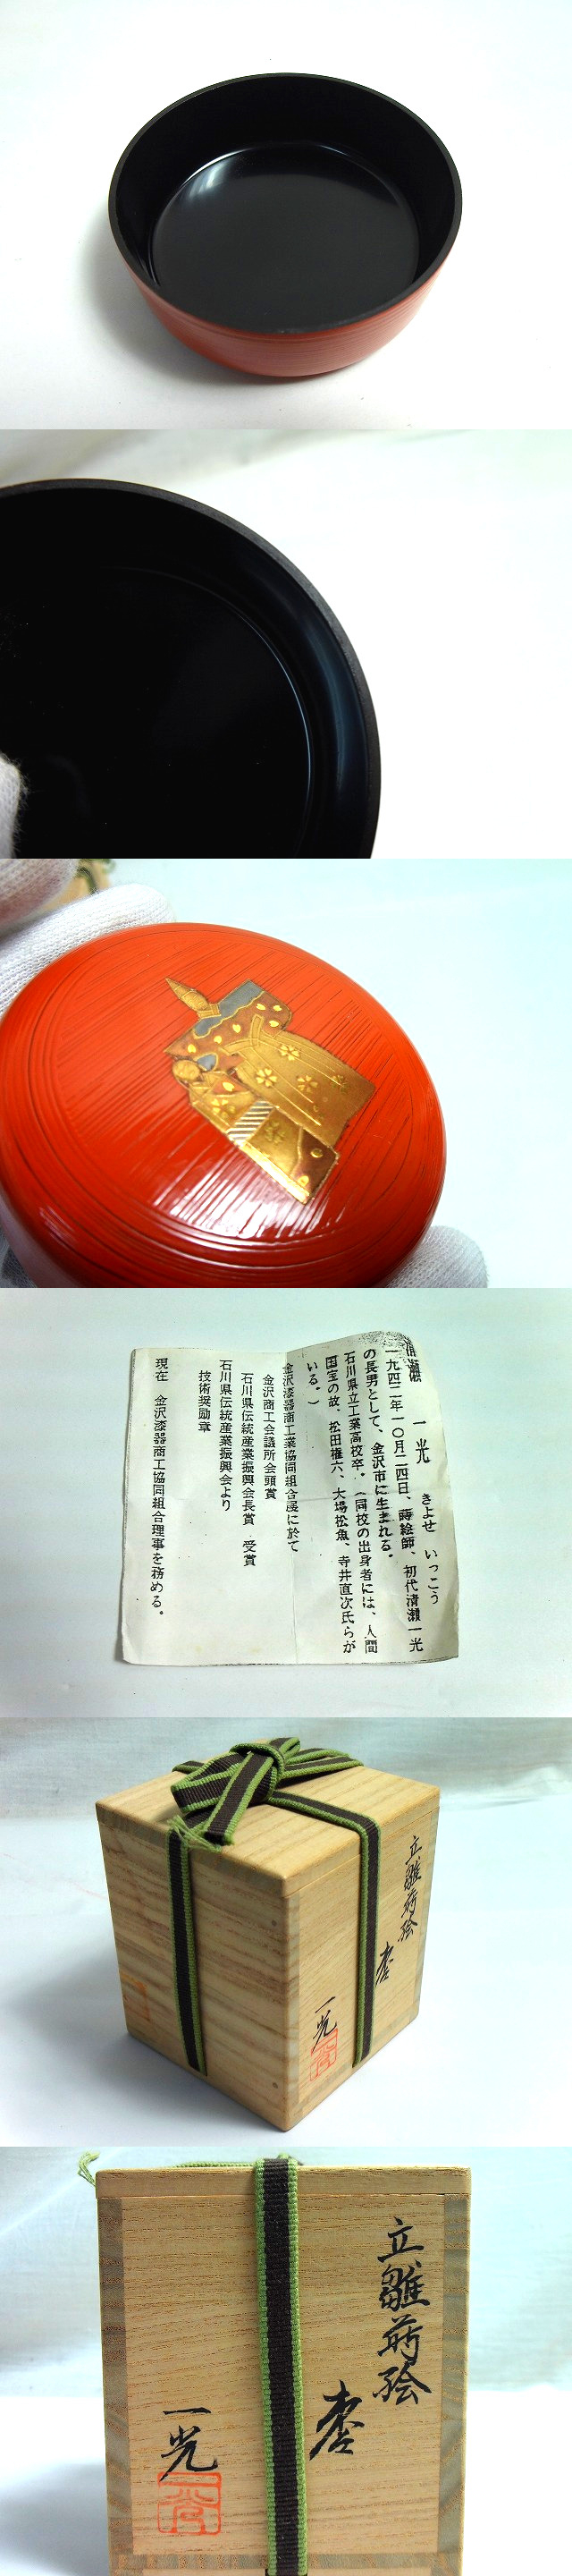 清瀬 一光 きよせ いっこう
一九四二年一〇月二四日、蒔絵師、初代清瀬一光
の長男として、金沢市に生まれる。
石川県立工業高校卒。(同校の出身者には、人間
国宝の故、松田権六、大場松魚、寺井直次氏らが
いる。)
金沢漆器商工業協同組合展に於て
金沢商工会議所会頭賞
石川県伝統産業振興会長賞 受賞
石川県伝統産業振興会より
技術奨励章
現在 金沢漆器商工協同組合理事を務める。
立雛蒔絵
棗
一光
立雛蒔絵
棗
一光